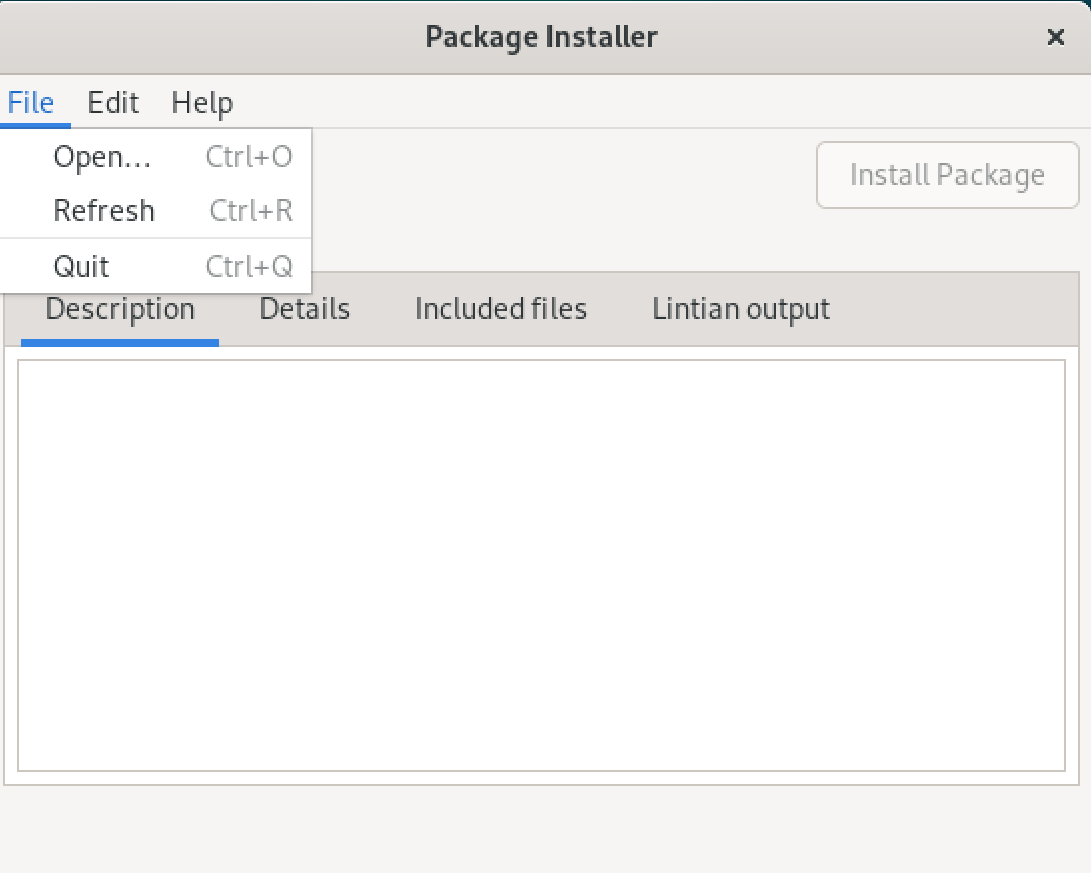 Package Installer
File Edit Help
Open... Ctrl+O
Install Package
Refresh Ctrl+R
Quit Ctrl+Q
Description Details Included files Lintian output